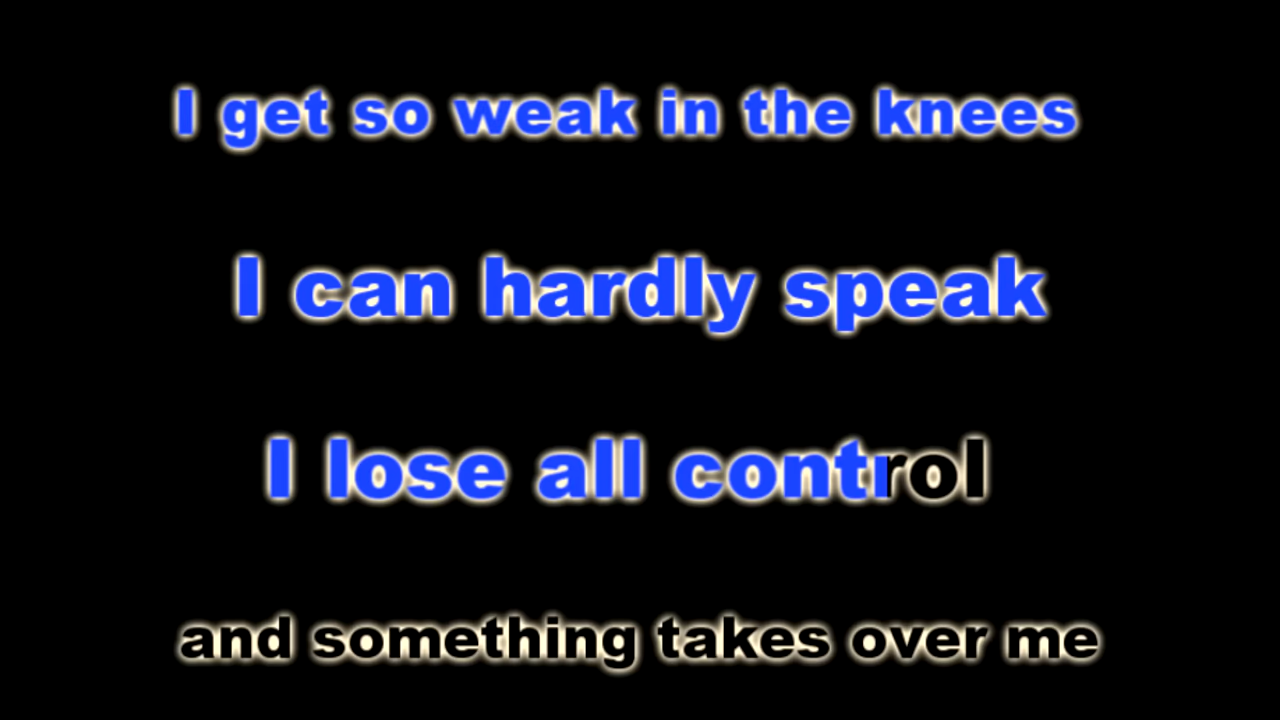 I get so weak in the knees
I can hardly speak
I lose all control
and something takes over me